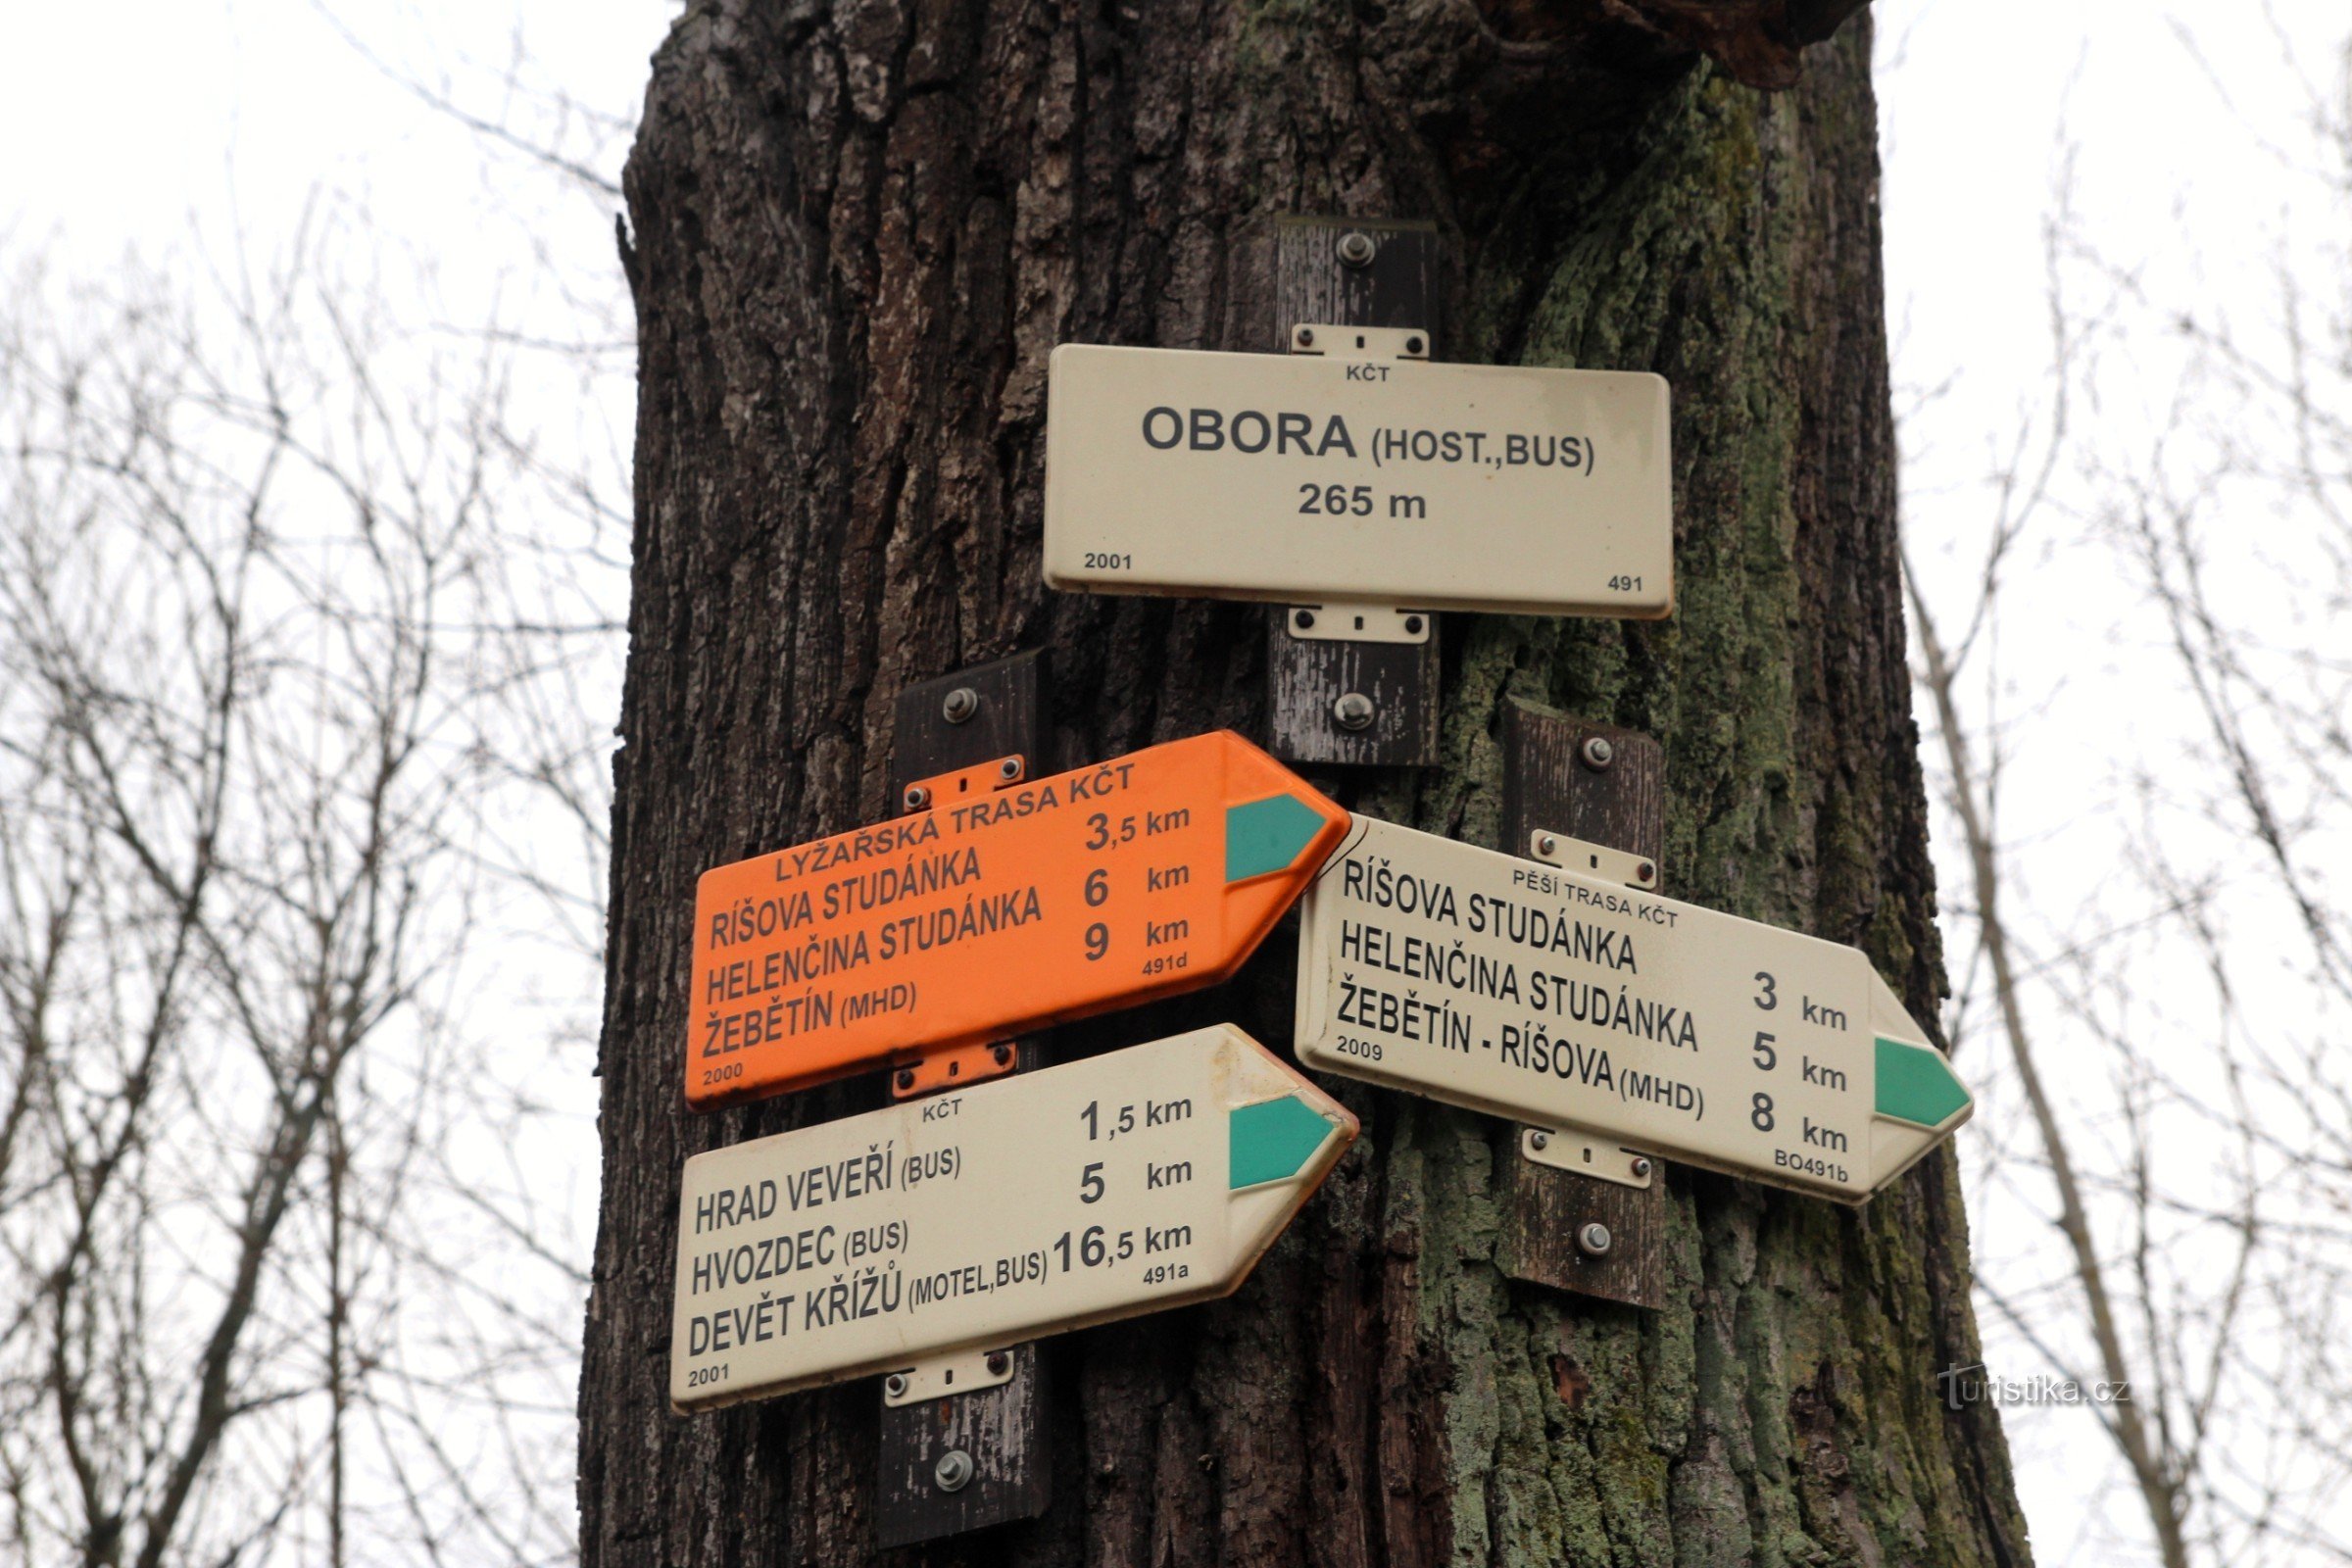 KČT
OBORA (HOST.,BUS)
265 m
2001 491
LYŽAŘSKÁ TRASA KČT
RÍŠOVA STUDÁNKA 3,5 km
HELENČINA STUDÁNKA 6 km
ŽEBĚTÍN (MHD) 9 km
2000 491d
PĚŠÍ TRASA KČT
RÍŠOVA STUDÁNKA 3 km
HELENČINA STUDÁNKA 5 km
ŽEBĚTÍN - RÍŠOVA (MHD) 8 km
2009 BO491b
KČT
HRAD VEVEŘÍ (BUS) 1,5 km
HVOZDEC (BUS) 5 km
DEVĚT KŘÍŽŮ (MOTEL,BUS) 16,5 km
2001 491a
Turistika.cz